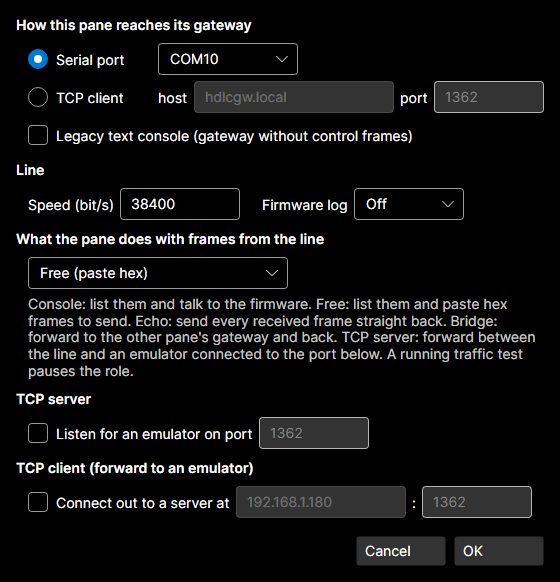 How this pane reaches its gateway
Serial port COM10
TCP client host hdlcgw.local port 1362
Legacy text console (gateway without control frames)
Line
Speed (bit/s) 38400 Firmware log Off
What the pane does with frames from the line
Free (paste hex)
Console: list them and talk to the firmware. Free: list them and paste hex
frames to send. Echo: send every received frame straight back. Bridge:
forward to the other pane's gateway and back. TCP server: forward between
the line and an emulator connected to the port below. A running traffic test
pauses the role.
TCP server
Listen for an emulator on port 1362
TCP client (forward to an emulator)
Connect out to a server at 192.168.1.180 : 1362
Cancel OK